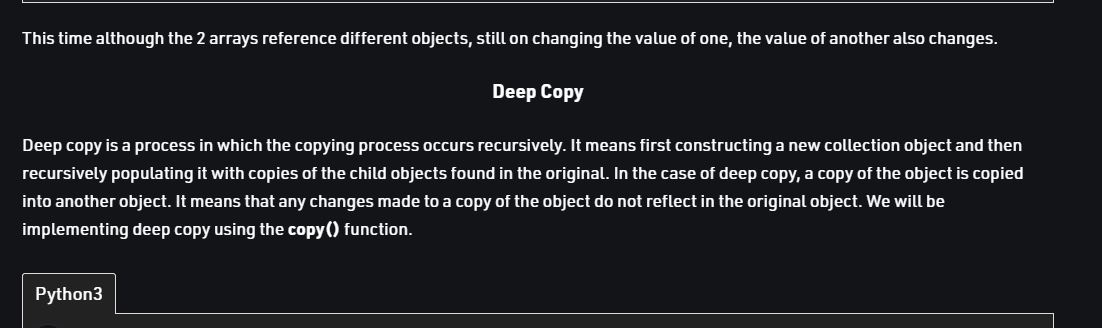 This time although the 2 arrays reference different objects, still on changing the value of one, the value of another also changes.
Deep Copy
Deep copy is a process in which the copying process occurs recursively. It means first constructing a new collection object and then
recursively populating it with copies of the child objects found in the original. In the case of deep copy, a copy of the object is copied
into another object. It means that any changes made to a copy of the object do not reflect in the original object. We will be
implementing deep copy using the copy() function.
Python3